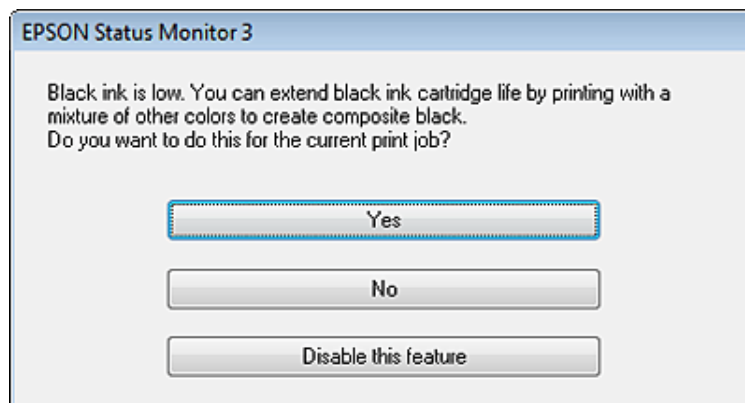 EPSON Status Monitor 3
Black ink is low. You can extend black ink cartridge life by printing with a
mixture of other colors to create composite black.
Do you want to do this for the current print job?
Yes
No
Disable this feature